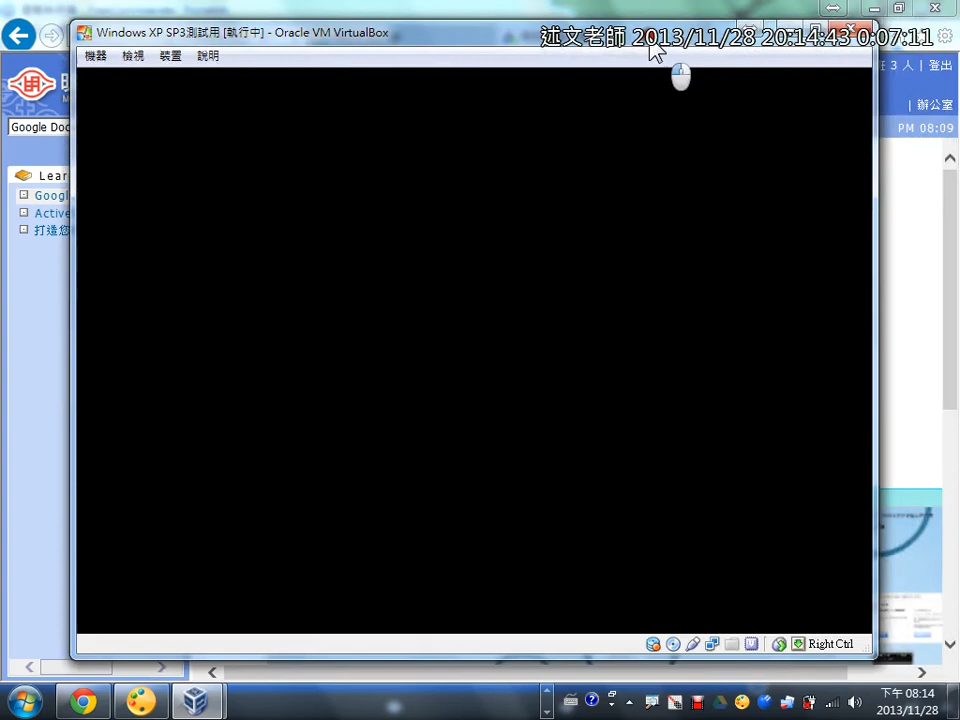 Windows XP SP3測試用 [執行中] - Oracle VM VirtualBox
述文老師 2013/11/28 20:14:43 0:07:11
機器 檢視 裝置 說明
3 人 | 登出
| 辦公室
Google Doc
PM 08:09
Lear
Googl
Active
打造您
Right Ctrl
下午 08:14
2013/11/28